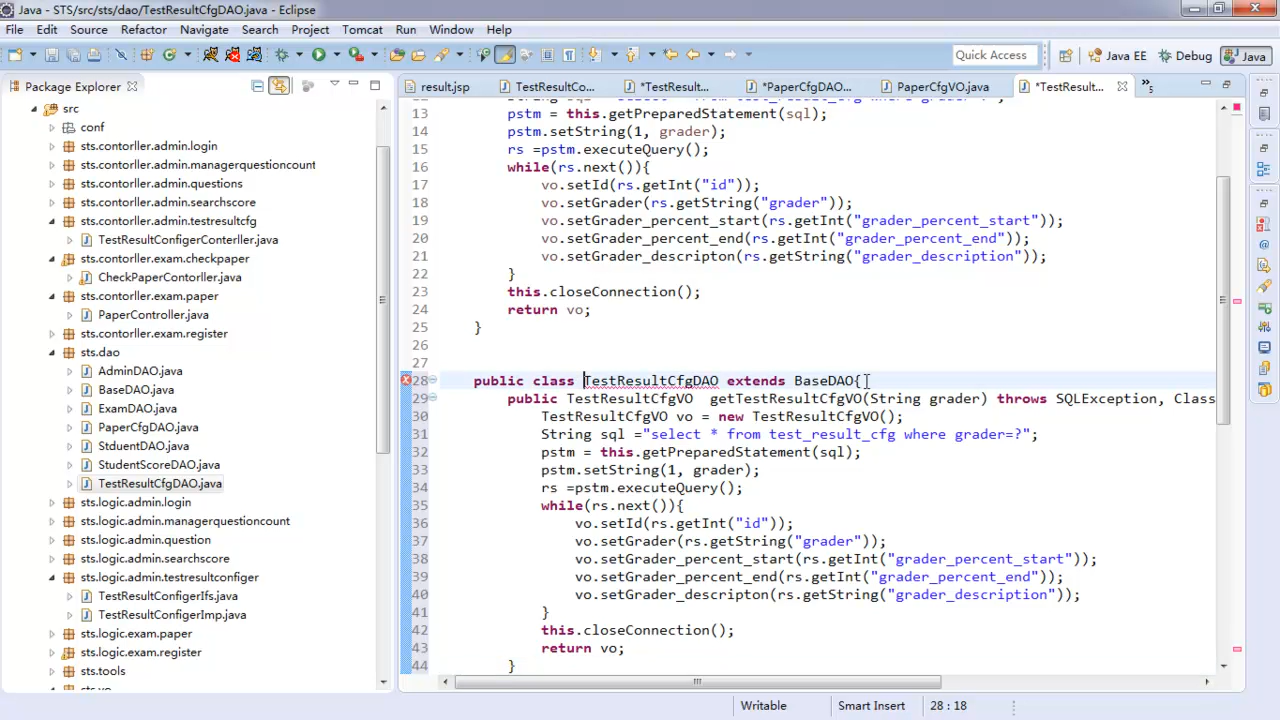 Java - STS/src/sts/dao/TestResultCfgDAO.java - Eclipse
File Edit Source Refactor Navigate Search Project Tomcat Run Window Help
Quick Access Java EE Debug Java
Package Explorer
result.jsp TestResultCo... *TestResult... *PaperCfgDAO... PaperCfgVO.java *TestResult... »5
src
conf
sts.contorller.admin.login
sts.contorller.admin.managerquestioncount
sts.contorller.admin.questions
sts.contorller.admin.searchscore
sts.contorller.admin.testresultcfg
TestResultConfigerConterller.java
sts.contorller.exam.checkpaper
CheckPaperContorller.java
sts.contorller.exam.paper
PaperController.java
sts.contorller.exam.register
sts.dao
AdminDAO.java
BaseDAO.java
ExamDAO.java
PaperCfgDAO.java
StduentDAO.java
StudentScoreDAO.java
TestResultCfgDAO.java
sts.logic.admin.login
sts.logic.admin.managerquestioncount
sts.logic.admin.question
sts.logic.admin.searchscore
sts.logic.admin.testresultconfiger
TestResultConfigerIfs.java
TestResultConfigerImp.java
sts.logic.exam.paper
sts.logic.exam.register
sts.tools
13 pstm = this.getPreparedStatement(sql);
14 pstm.setString(1, grader);
15 rs =pstm.executeQuery();
16 while(rs.next()){
17 vo.setId(rs.getInt("id"));
18 vo.setGrader(rs.getString("grader"));
19 vo.setGrader_percent_start(rs.getInt("grader_percent_start"));
20 vo.setGrader_percent_end(rs.getInt("grader_percent_end"));
21 vo.setGrader_descripton(rs.getString("grader_description"));
22 }
23 this.closeConnection();
24 return vo;
25 }
26
27
28 public class TestResultCfgDAO extends BaseDAO{
29 public TestResultCfgVO getTestResultCfgVO(String grader) throws SQLException, Class
30 TestResultCfgVO vo = new TestResultCfgVO();
31 String sql ="select * from test_result_cfg where grader=?";
32 pstm = this.getPreparedStatement(sql);
33 pstm.setString(1, grader);
34 rs =pstm.executeQuery();
35 while(rs.next()){
36 vo.setId(rs.getInt("id"));
37 vo.setGrader(rs.getString("grader"));
38 vo.setGrader_percent_start(rs.getInt("grader_percent_start"));
39 vo.setGrader_percent_end(rs.getInt("grader_percent_end"));
40 vo.setGrader_descripton(rs.getString("grader_description"));
41 }
42 this.closeConnection();
43 return vo;
44 }
Writable Smart Insert 28 : 18